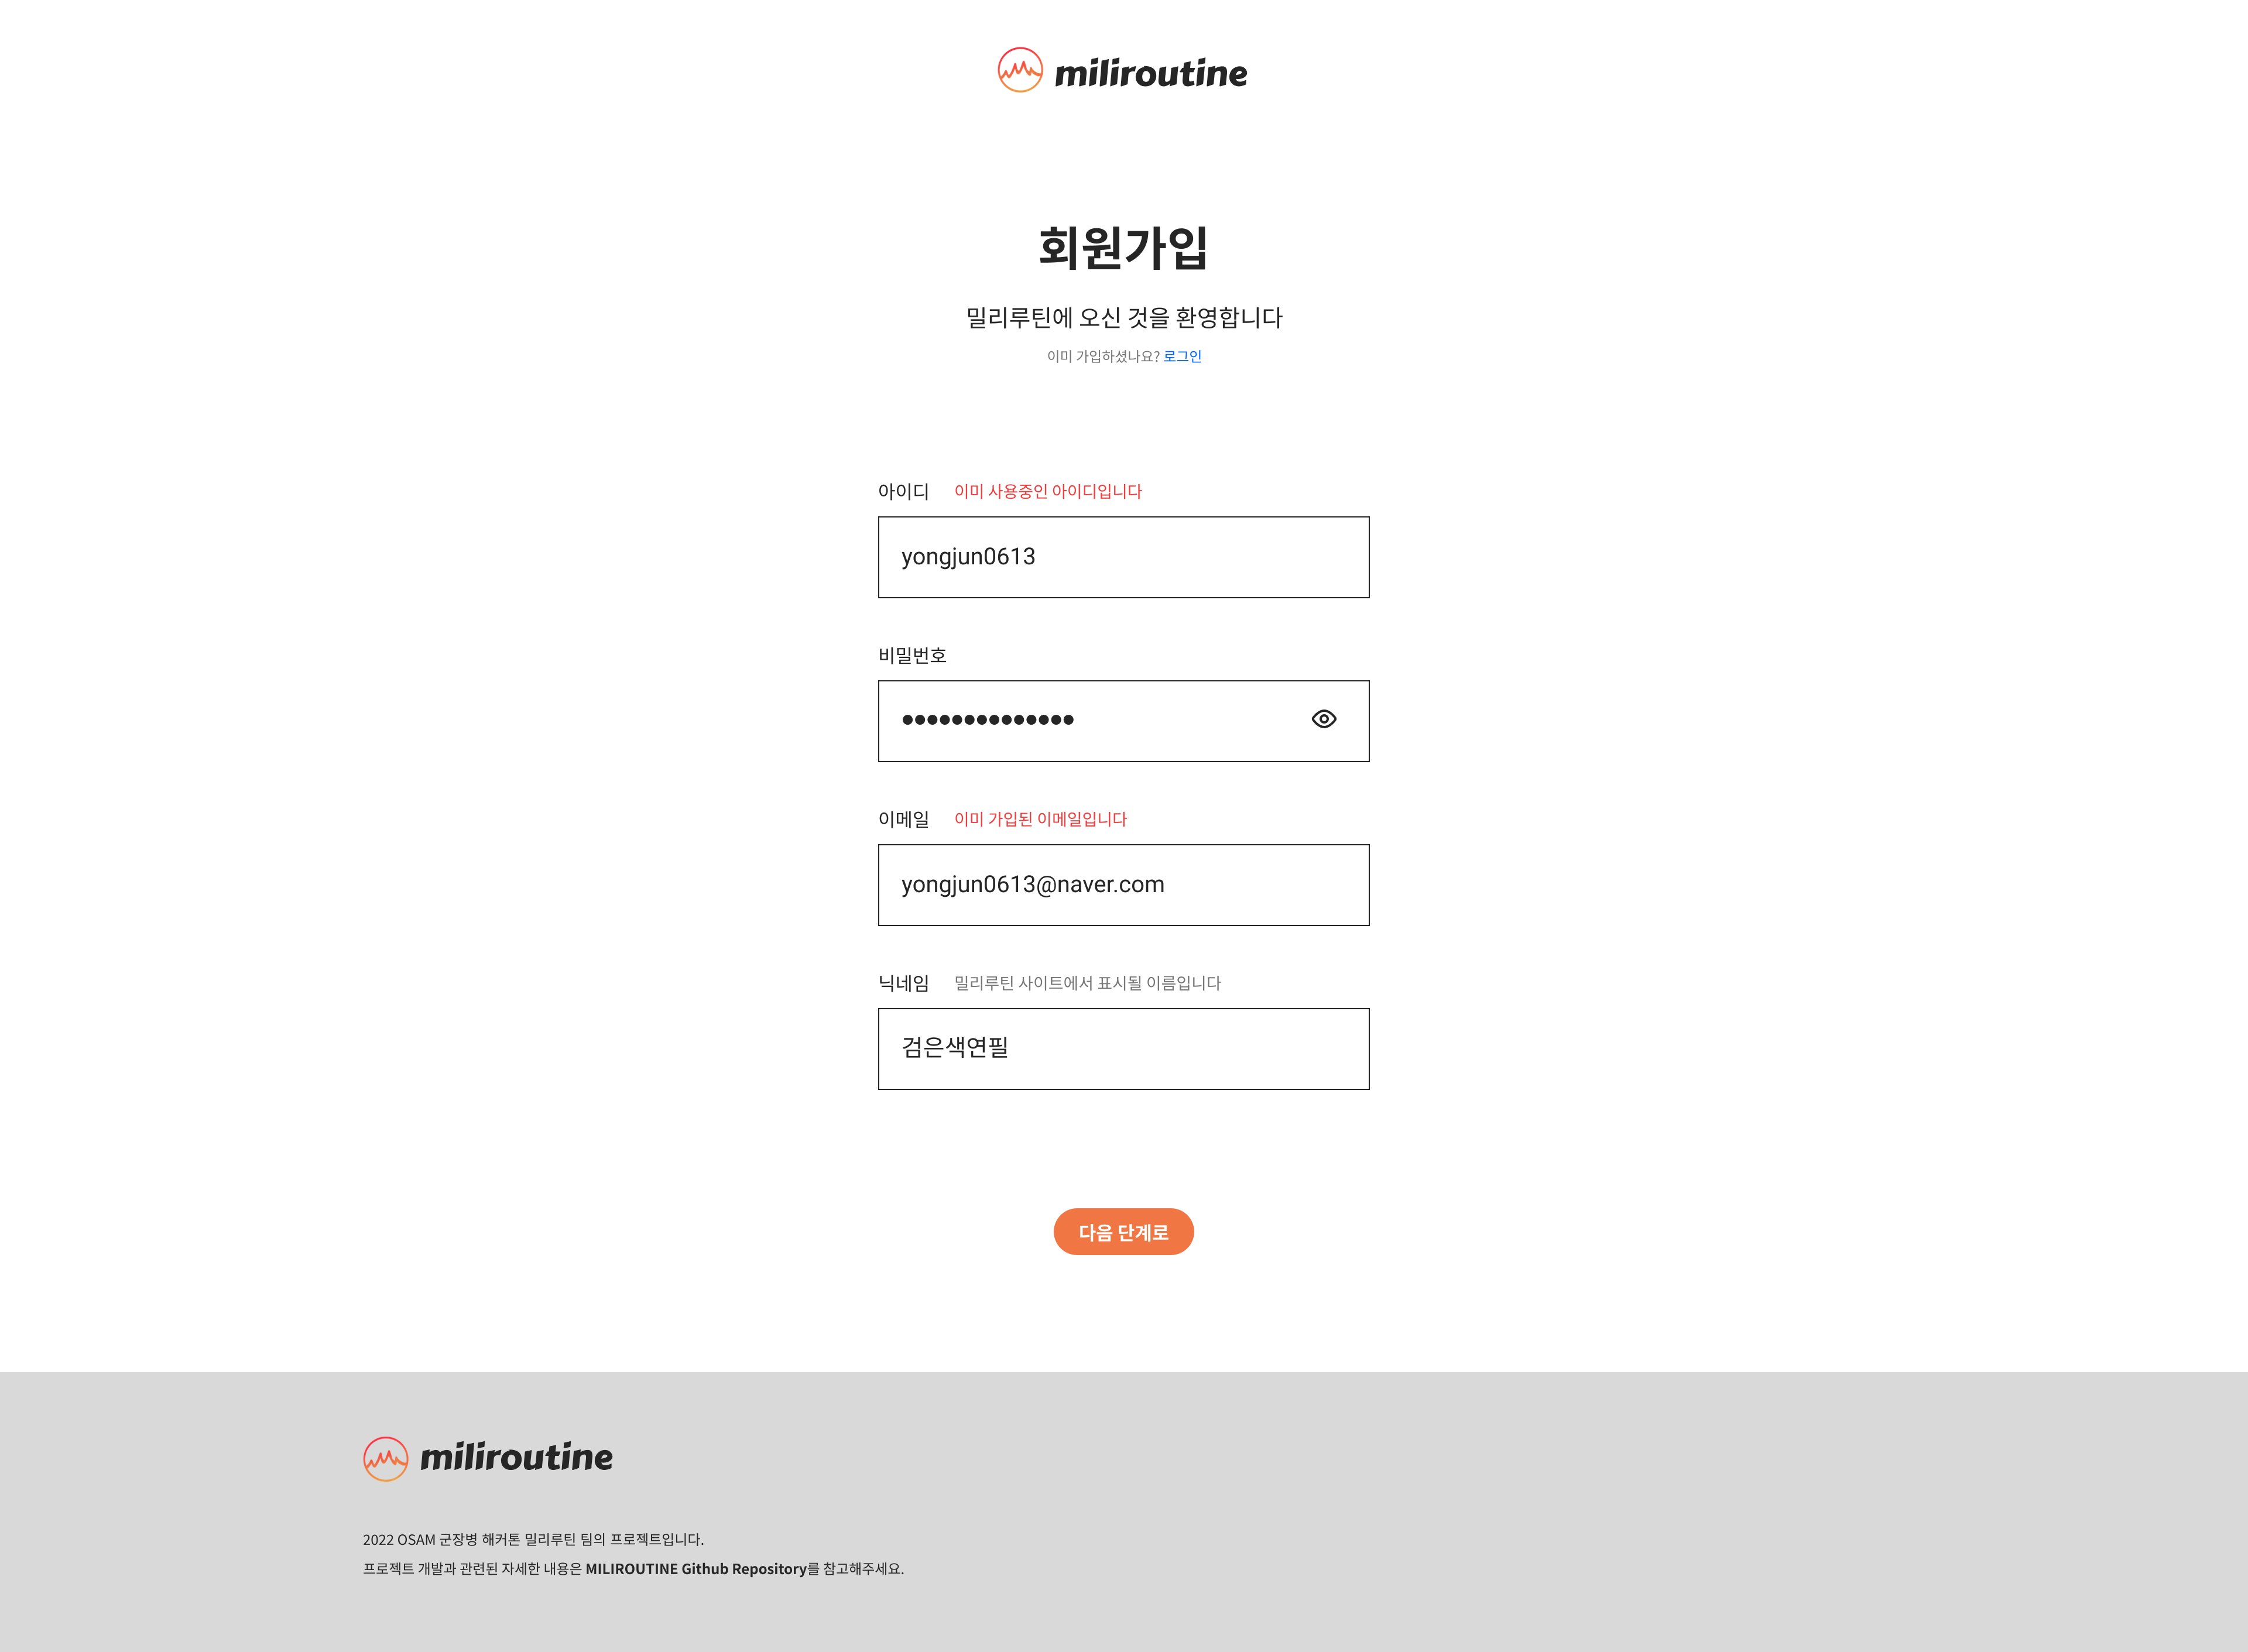 miliroutine
회원가입
밀리루틴에 오신 것을 환영합니다
이미 가입하셨나요? 로그인
아이디 이미 사용중인 아이디입니다
yongjun0613
비밀번호
●●●●●●●●●●●●●●
이메일 이미 가입된 이메일입니다
yongjun0613@naver.com
닉네임 밀리루틴 사이트에서 표시될 이름입니다
검은색연필
다음 단계로
miliroutine
2022 OSAM 군장병 해커톤 밀리루틴 팀의 프로젝트입니다.
프로젝트 개발과 관련된 자세한 내용은 MILIROUTINE Github Repository를 참고해주세요.